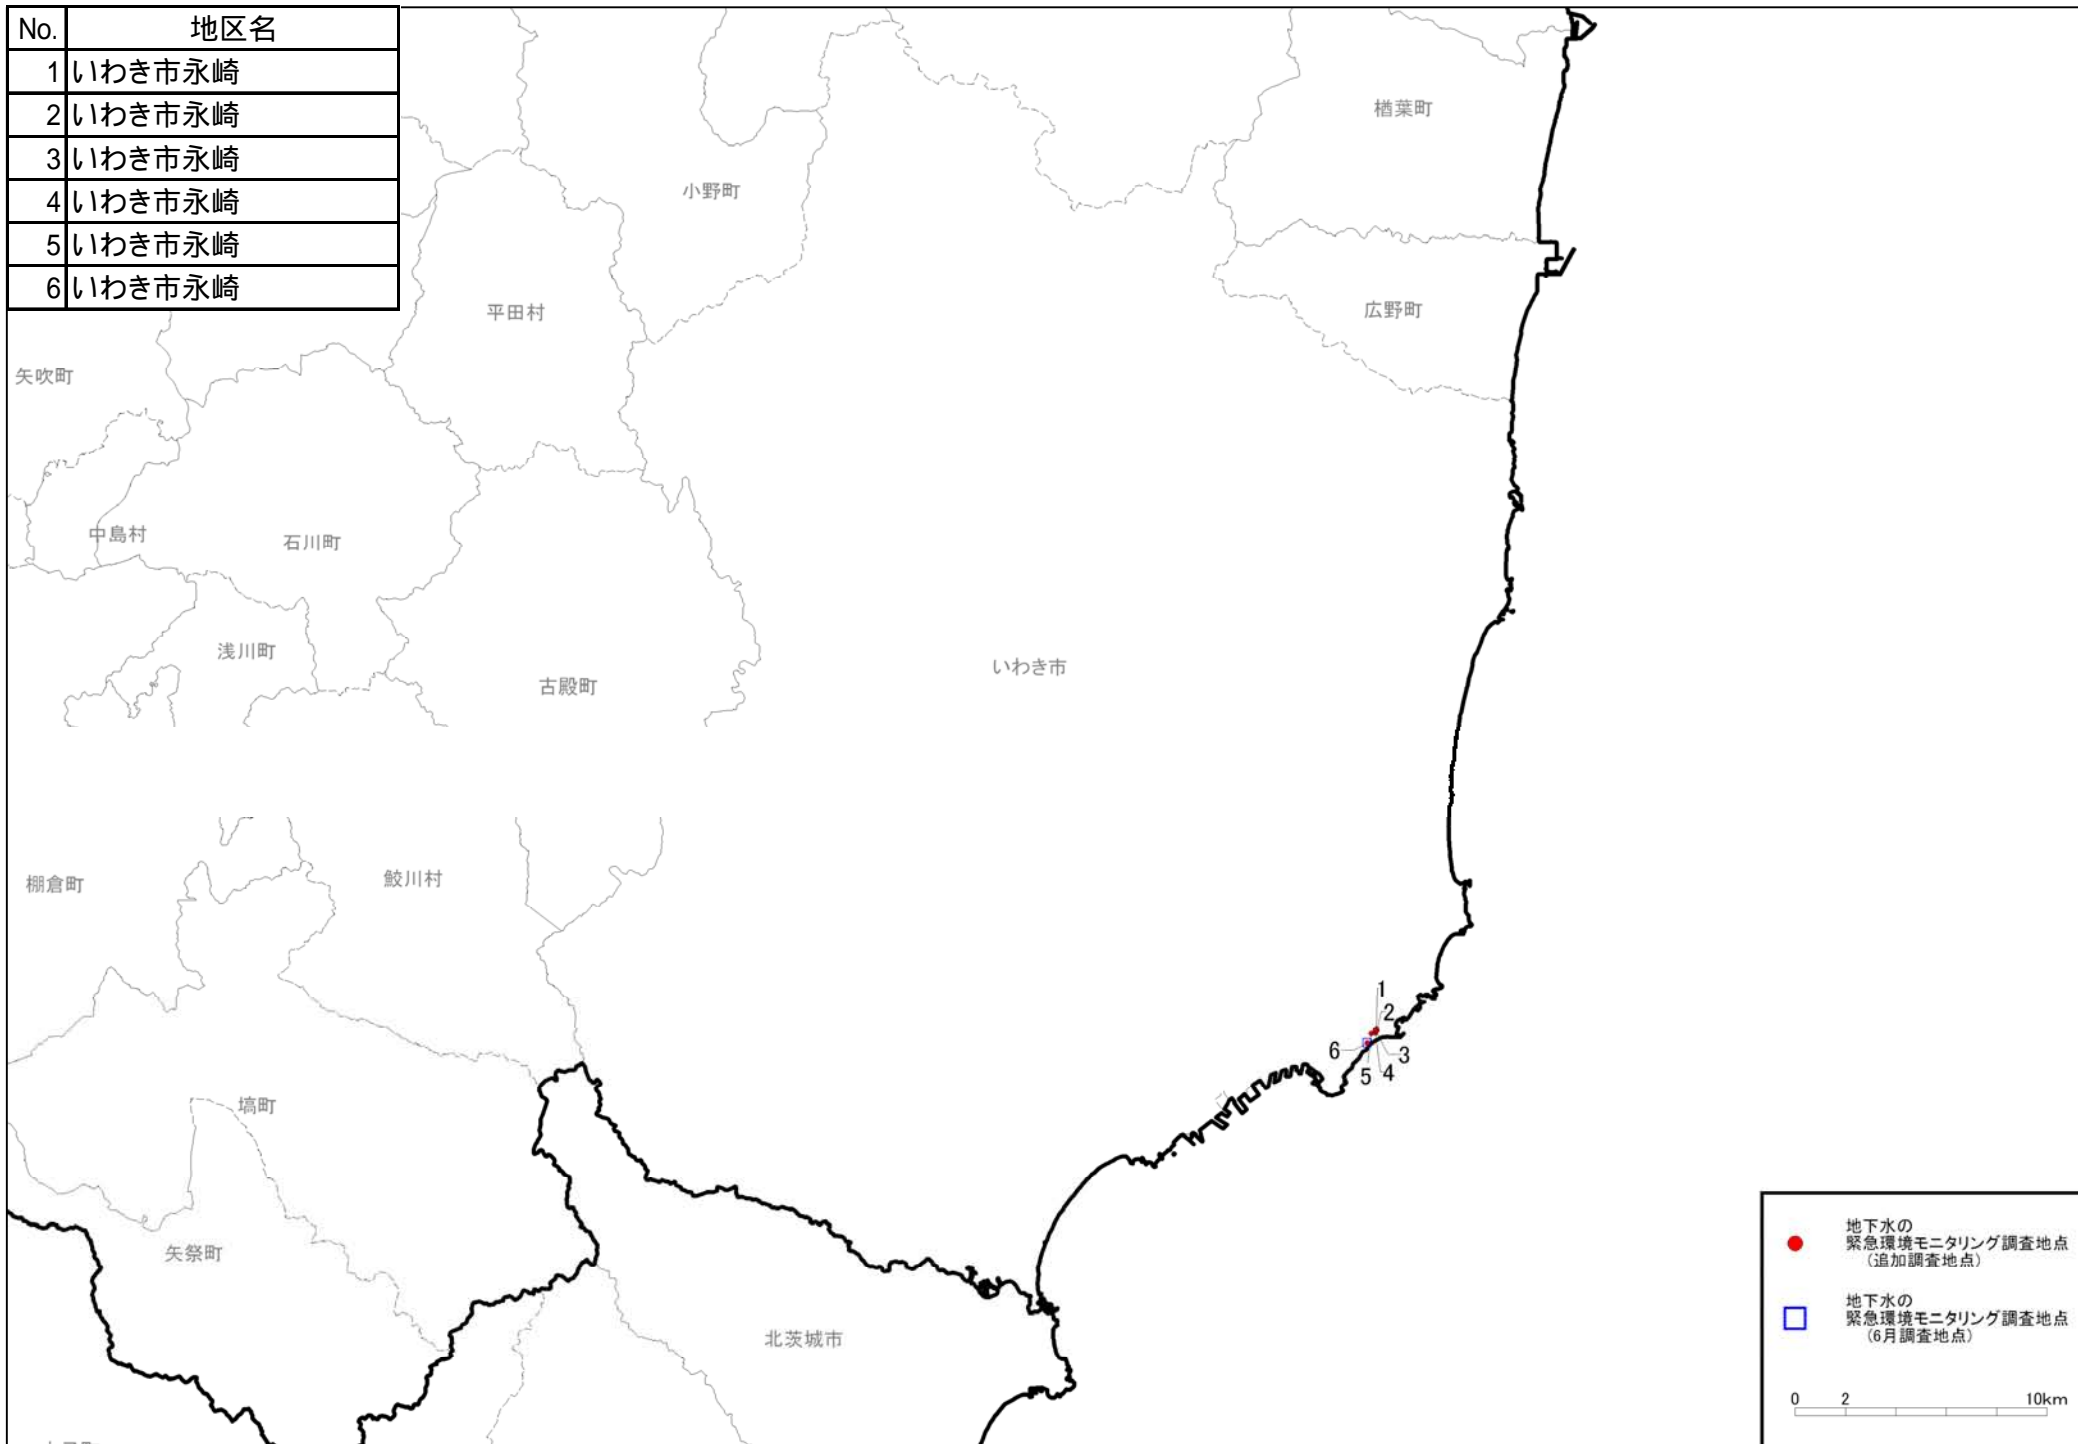 No. 地区名
1 いわき市永崎
2 いわき市永崎
3 いわき市永崎
4 いわき市永崎
5 いわき市永崎
6 いわき市永崎
楢葉町
小野町
平田村
広野町
矢吹町
中島村
石川町
浅川町
古殿町
いわき市
棚倉町
鮫川村
1
2
6
3
5
4
塙町
矢祭町
北茨城市
地下水の
緊急環境モニタリング調査地点
(追加調査地点)
地下水の
緊急環境モニタリング調査地点
(6月調査地点)
0 2 10km